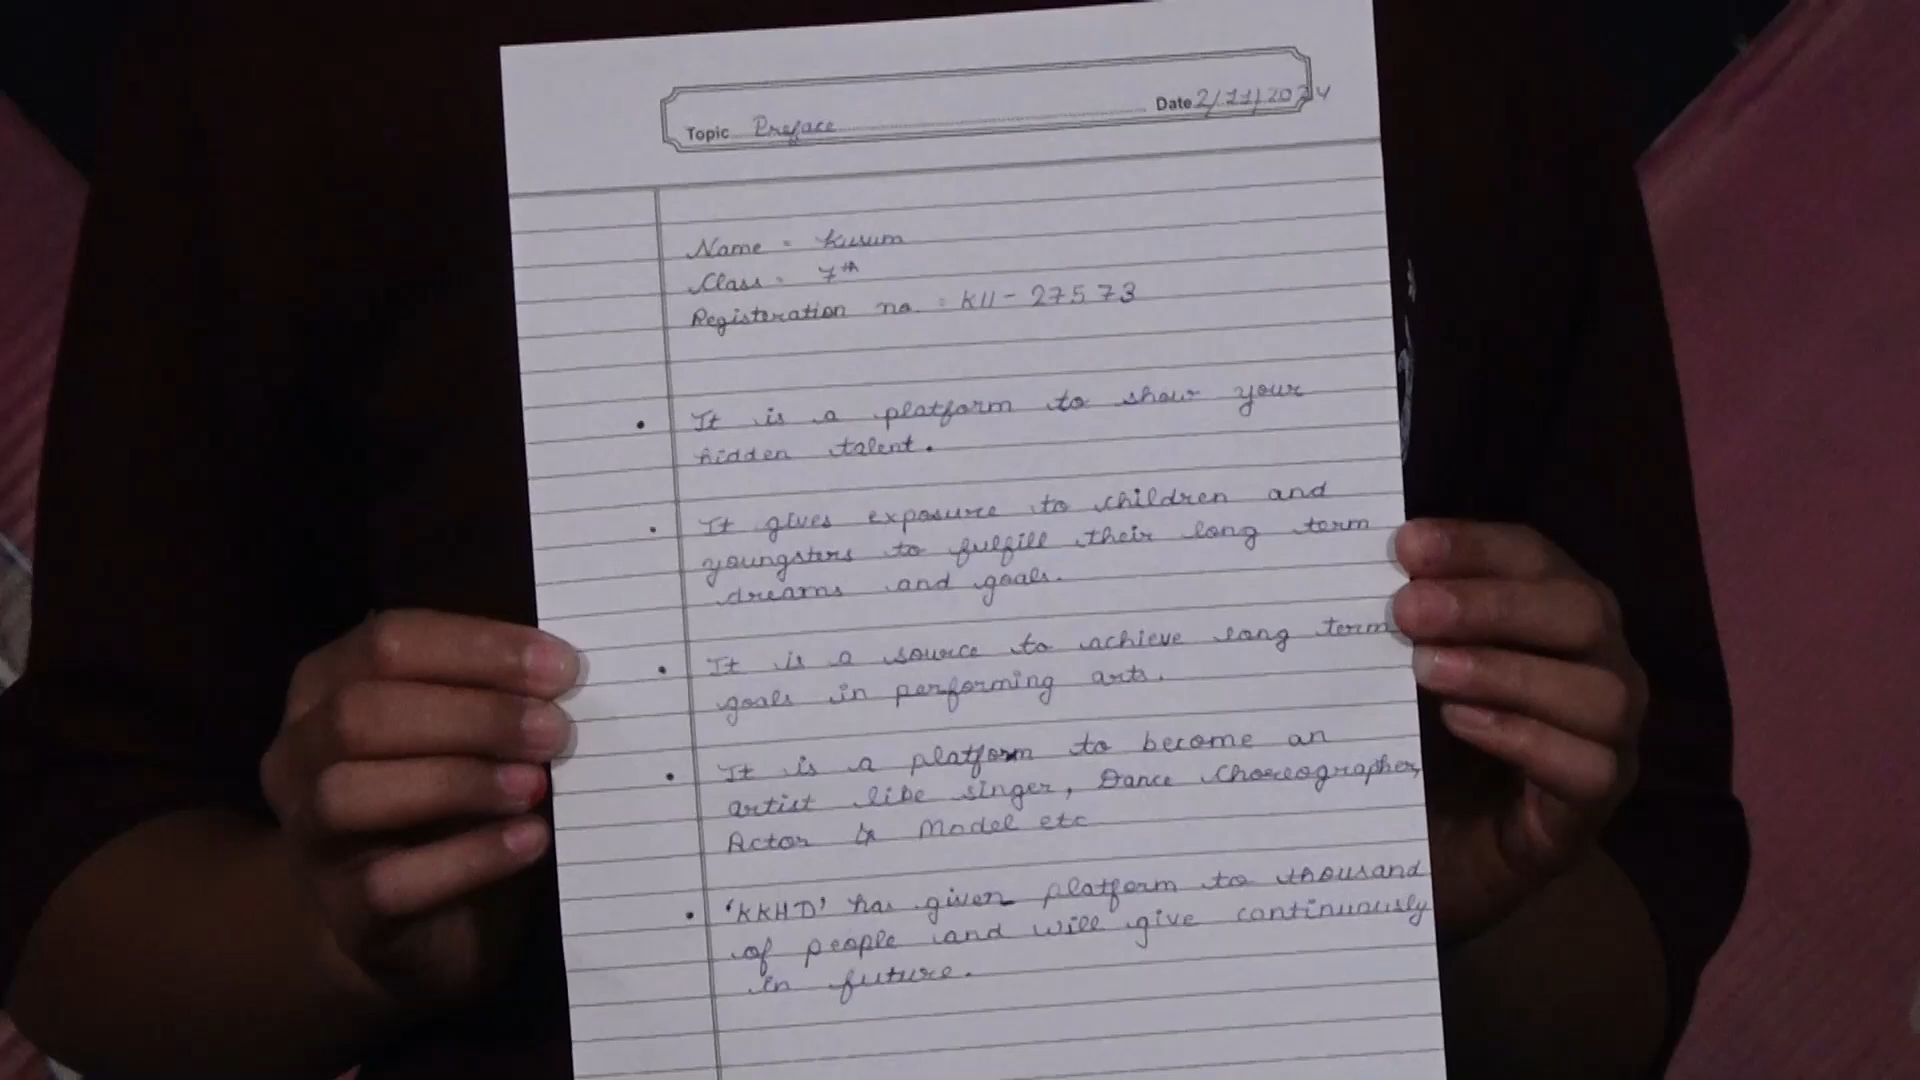 Topic Preface Date 2/11/2024
Name = Kusum
Class = 7th
Registeration no. = K11 - 27573
• It is a platform to show your
hidden talent.
• It gives exposure to children and
youngsters to fulfill their long term
dreams and goals.
• It is a source to achieve long term
goals in performing arts.
• It is a platform to become an
artist like singer, Dance Choreographer,
Actor & Model etc
• 'KKHD' has given platform to thousand
of people and will give continuously
in future.